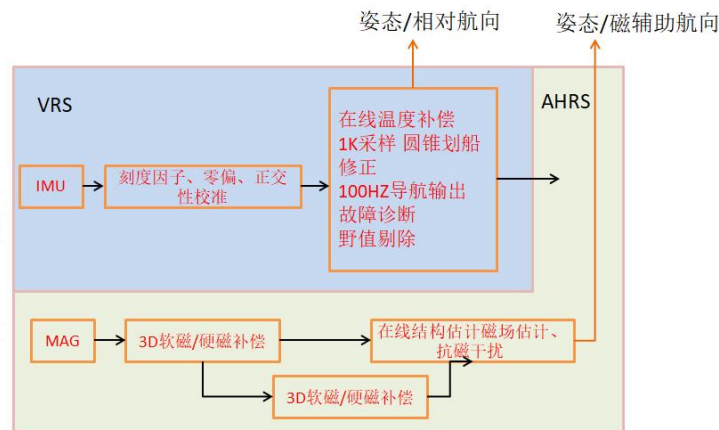 姿态/相对航向
姿态/磁辅助航向
VRS
AHRS
在线温度补偿
1K采样 圆锥划船
修正
100HZ导航输出
故障诊断
野值剔除
IMU
刻度因子、零偏、正交
性校准
MAG
3D软磁/硬磁补偿
在线结构估计磁场估计、
抗磁干扰
3D软磁/硬磁补偿